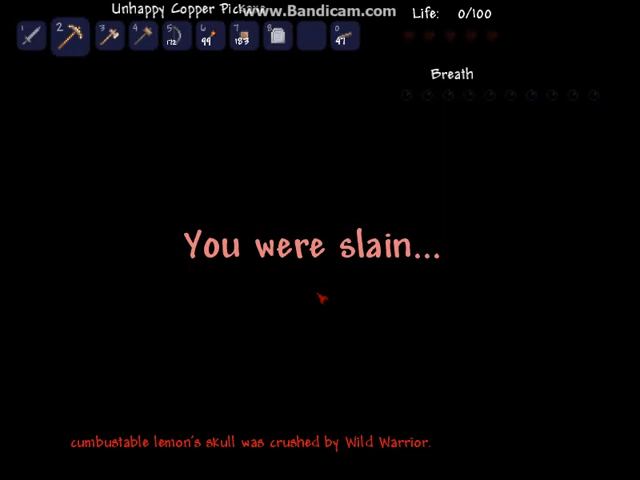 Unhappy Copper Pickaxe
www.Bandicam.com
Life: 0/100
1 2 3 4 5 6 7 8 0
172 99 183 47
Breath
You were slain...
cumbustable lemon's skull was crushed by Wild Warrior.